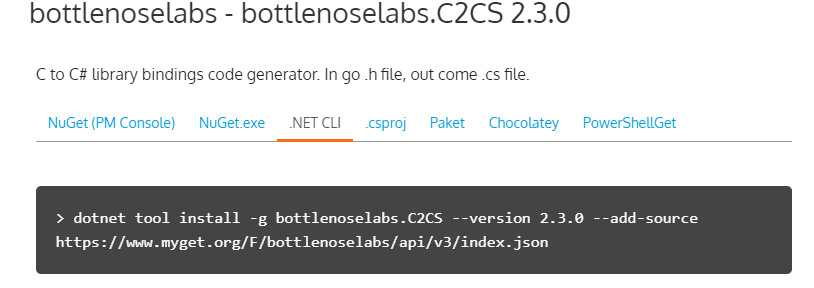 bottlenoselabs - bottlenoselabs.C2CS 2.3.0
C to C# library bindings code generator. In go .h file, out come .cs file.
NuGet (PM Console) NuGet.exe .NET CLI .csproj Paket Chocolatey PowerShellGet
> dotnet tool install -g bottlenoselabs.C2CS --version 2.3.0 --add-source
https://www.myget.org/F/bottlenoselabs/api/v3/index.json